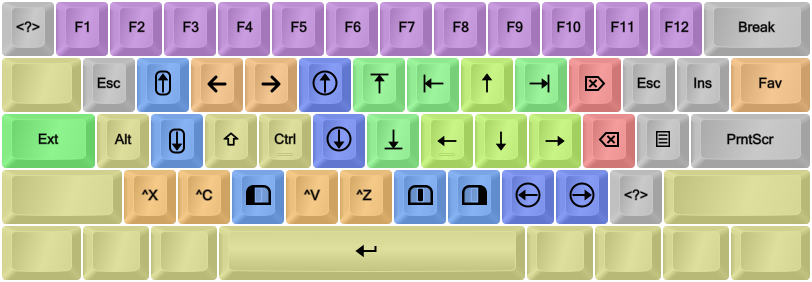 <?> F1 F2 F3 F4 F5 F6 F7 F8 F9 F10 F11 F12 Break
Esc ← → ↑ ↑ Esc Ins Fav
Ext Alt Ctrl ↓ ← ↓ → PrntScr
^X ^C ^V ^Z ← → <?>